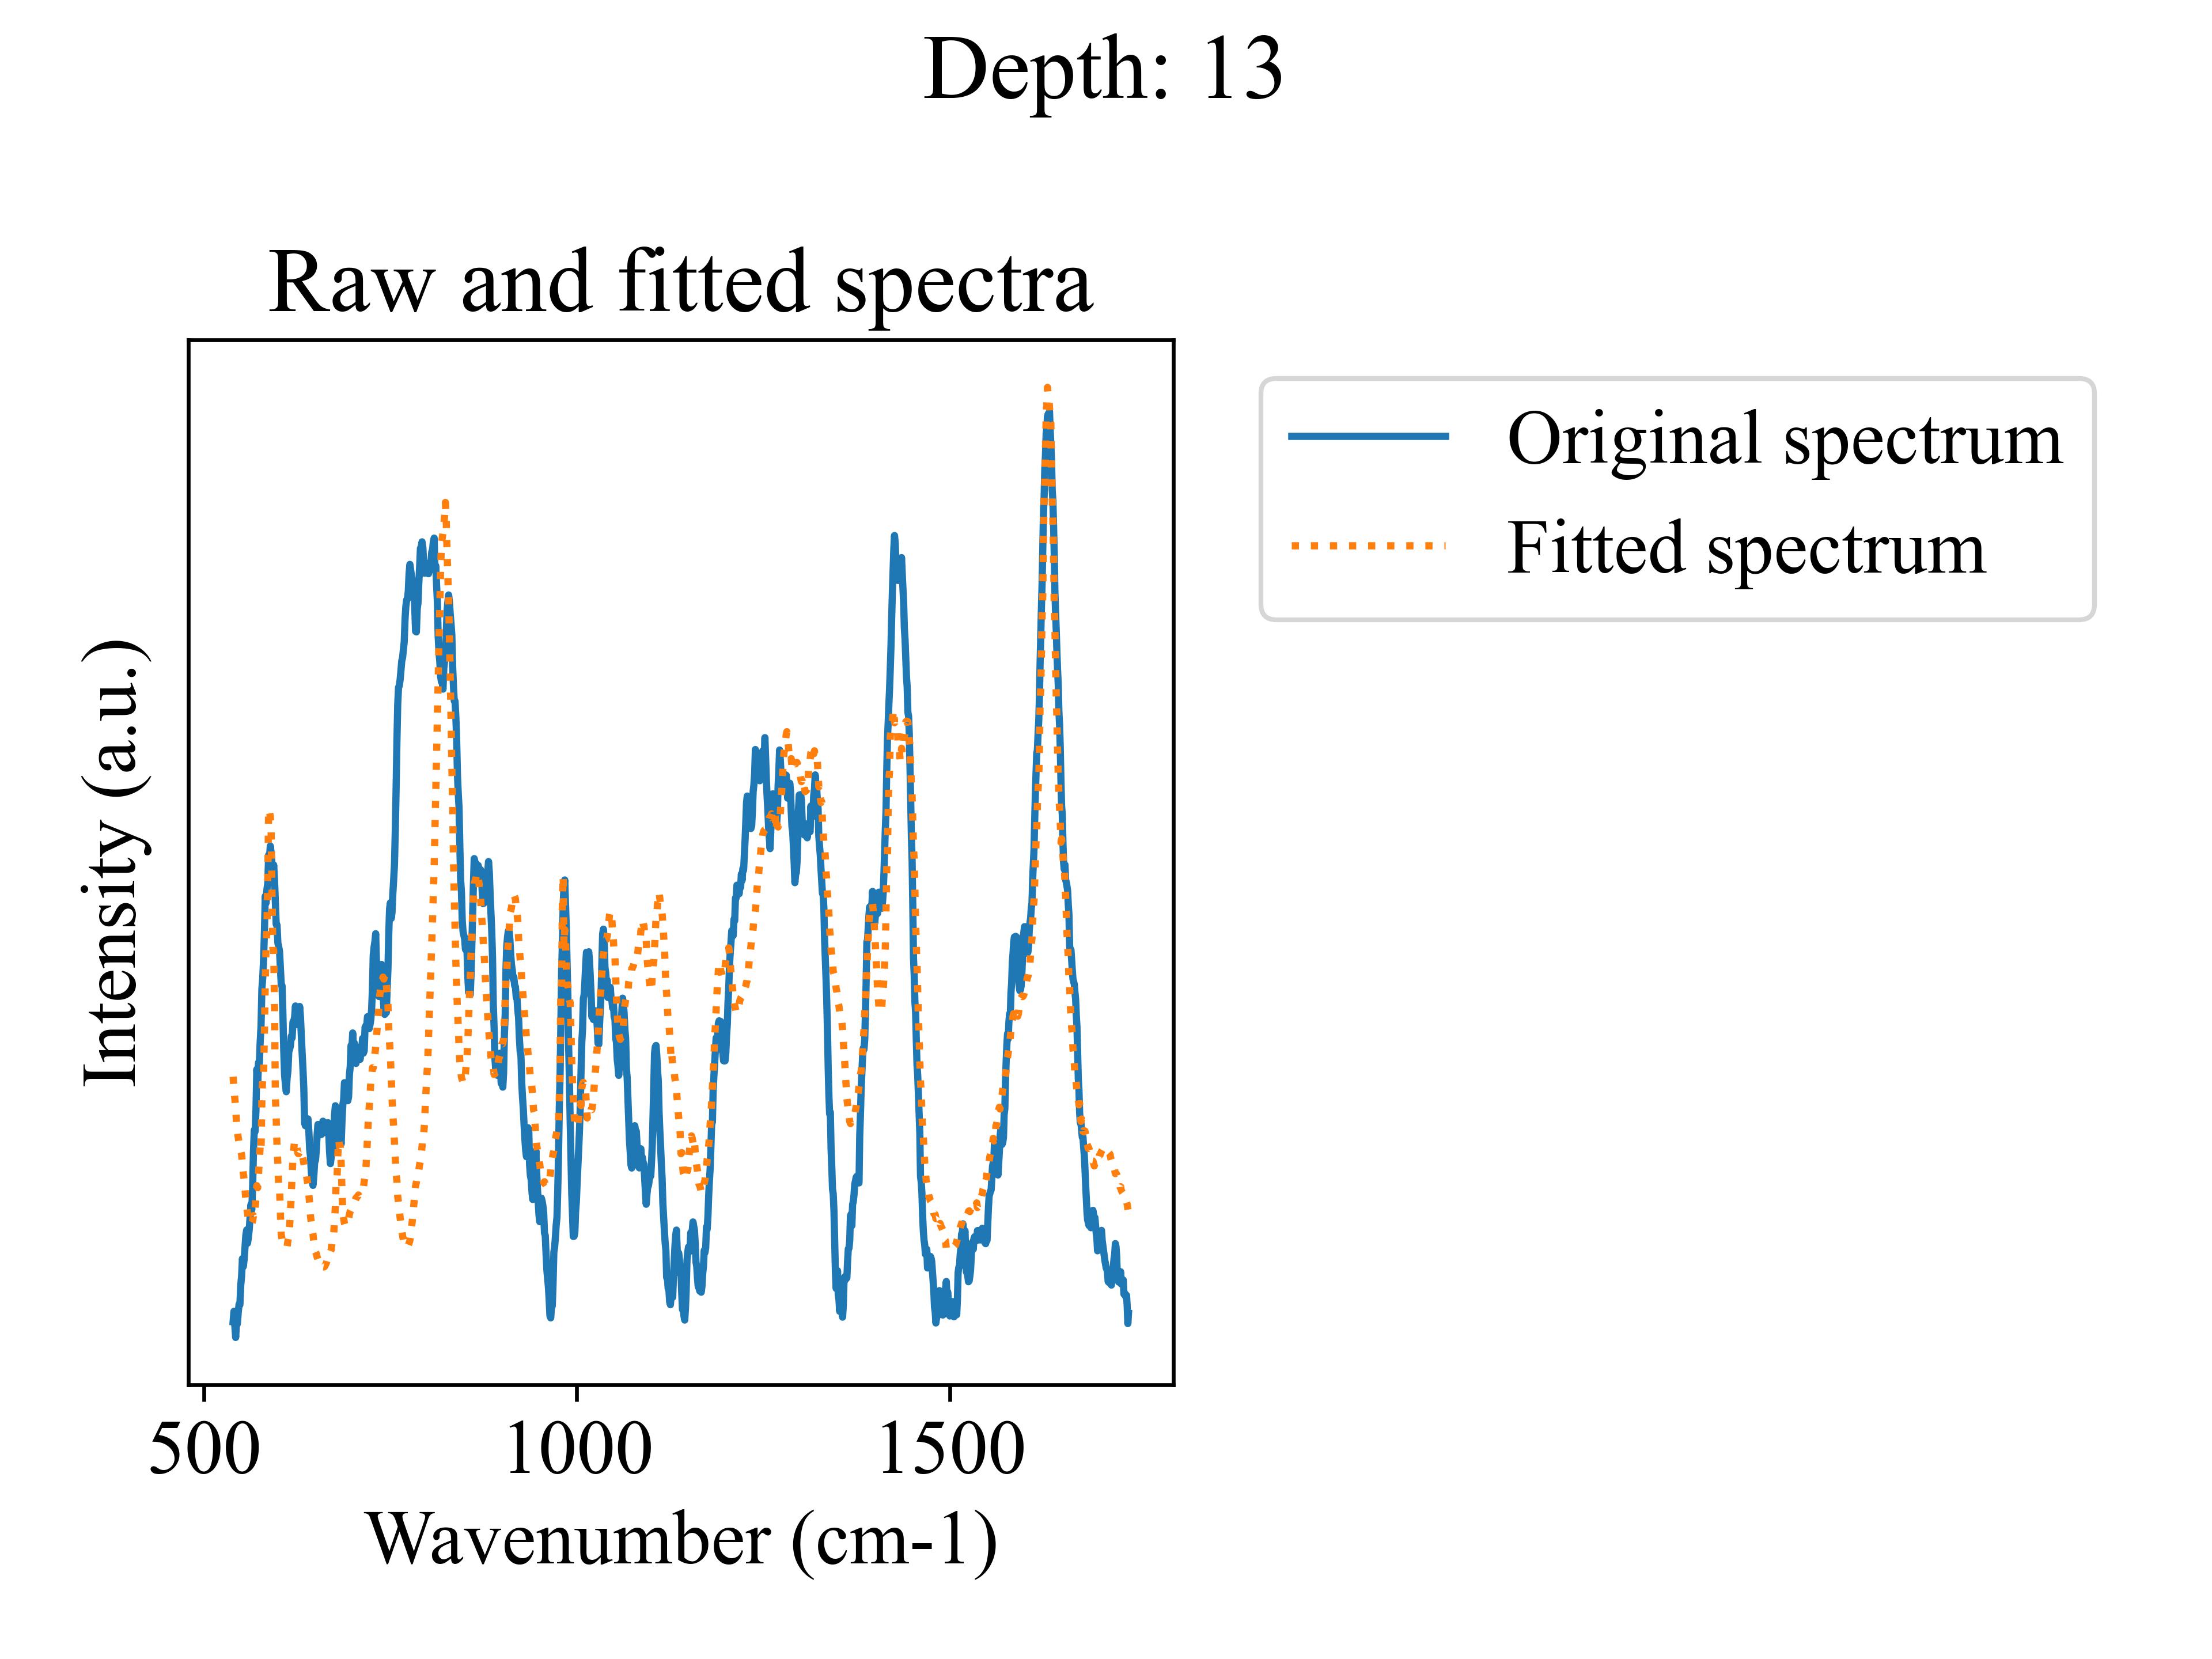 Depth: 13
Raw and fitted spectra
Original spectrum
Fitted spectrum
Intensity (a.u.)
500 1000 1500
Wavenumber (cm-1)